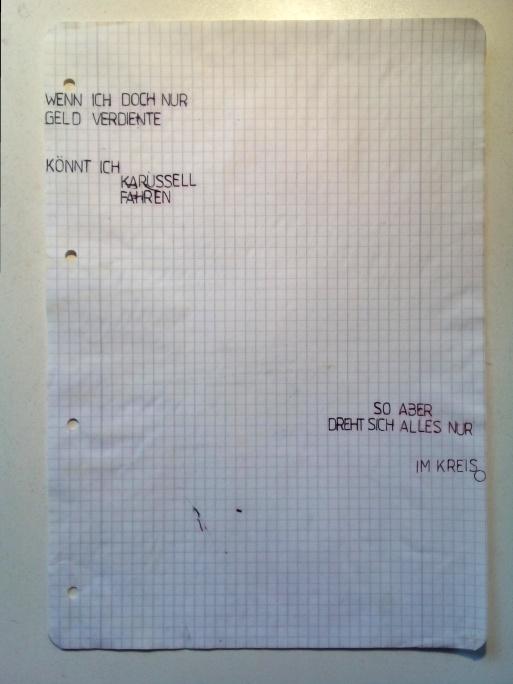 WENN ICH DOCH NUR
GELD VERDIENTE
KÖNNT ICH
KARUSSELL
FAHREN
SO ABER
DREHT SICH ALLES NUR
IM KREIS